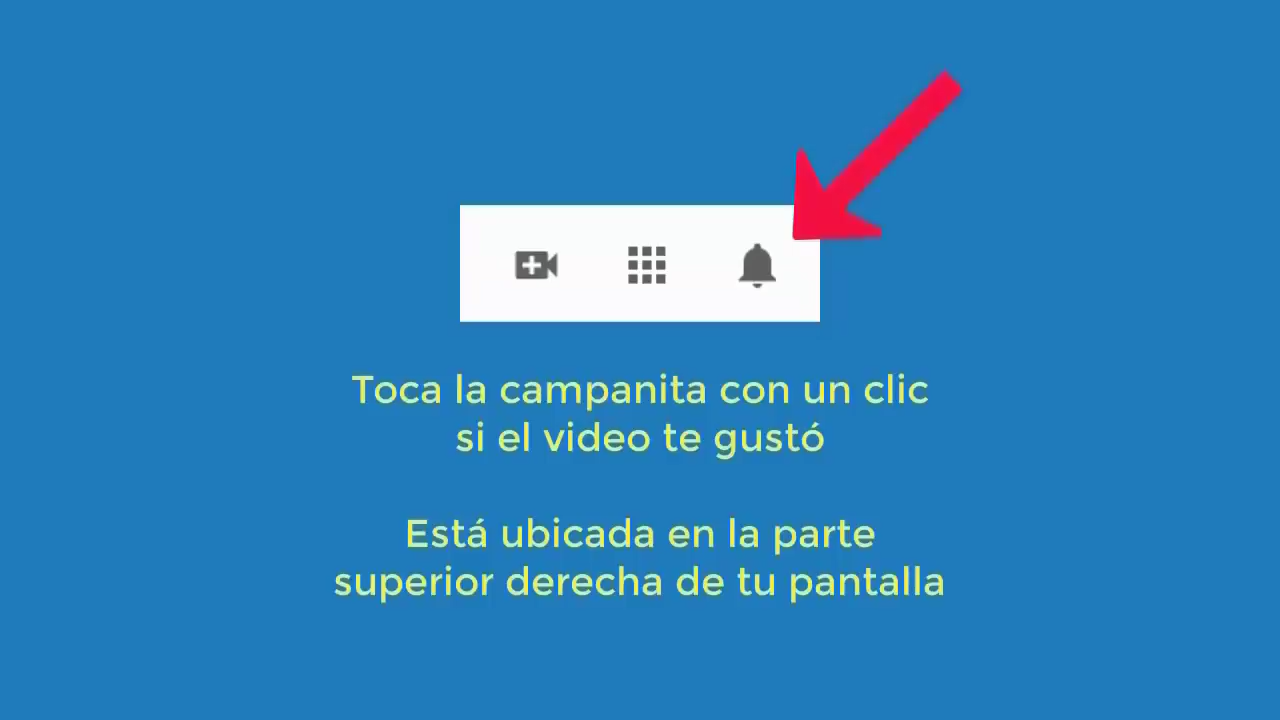 Toca la campanita con un clic
si el video te gustó
Está ubicada en la parte
superior derecha de tu pantalla